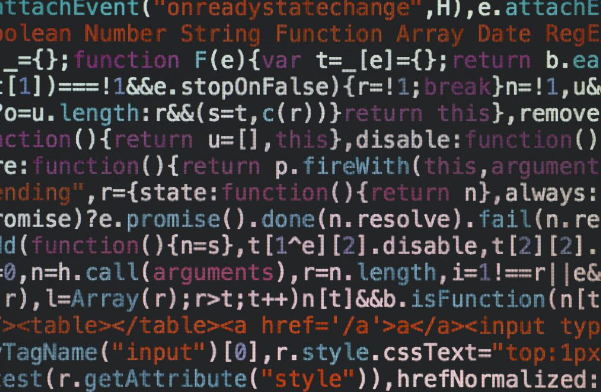 attachEvent("onreadystatechange",H),e.attachE
oolean Number String Function Array Date RegE
_={};function F(e){var t=_[e]={};return b.ea
t[1])===!1&&e.stopOnFalse){r=!1;break}n=!1,u&
?o=u.length:r&&(s=t,c(r))}return this},remove
nction(){return u=[],this},disable:function()
re:function(){return p.fireWith(this,argument
ending",r={state:function(){return n},always:
romise)?e.promise().done(n.resolve).fail(n.re
dd(function(){n=s},t[1^e][2].disable,t[2][2].
=0,n=h.call(arguments),r=n.length,i=1!==r||e&
r),l=Array(r);r>t;t++)n[t]&&b.isFunction(n[t
/><table></table><a href='/a'>a</a><input typ
yTagName("input")[0],r.style.cssText="top:1px
test(r.getAttribute("style")),hrefNormalized: